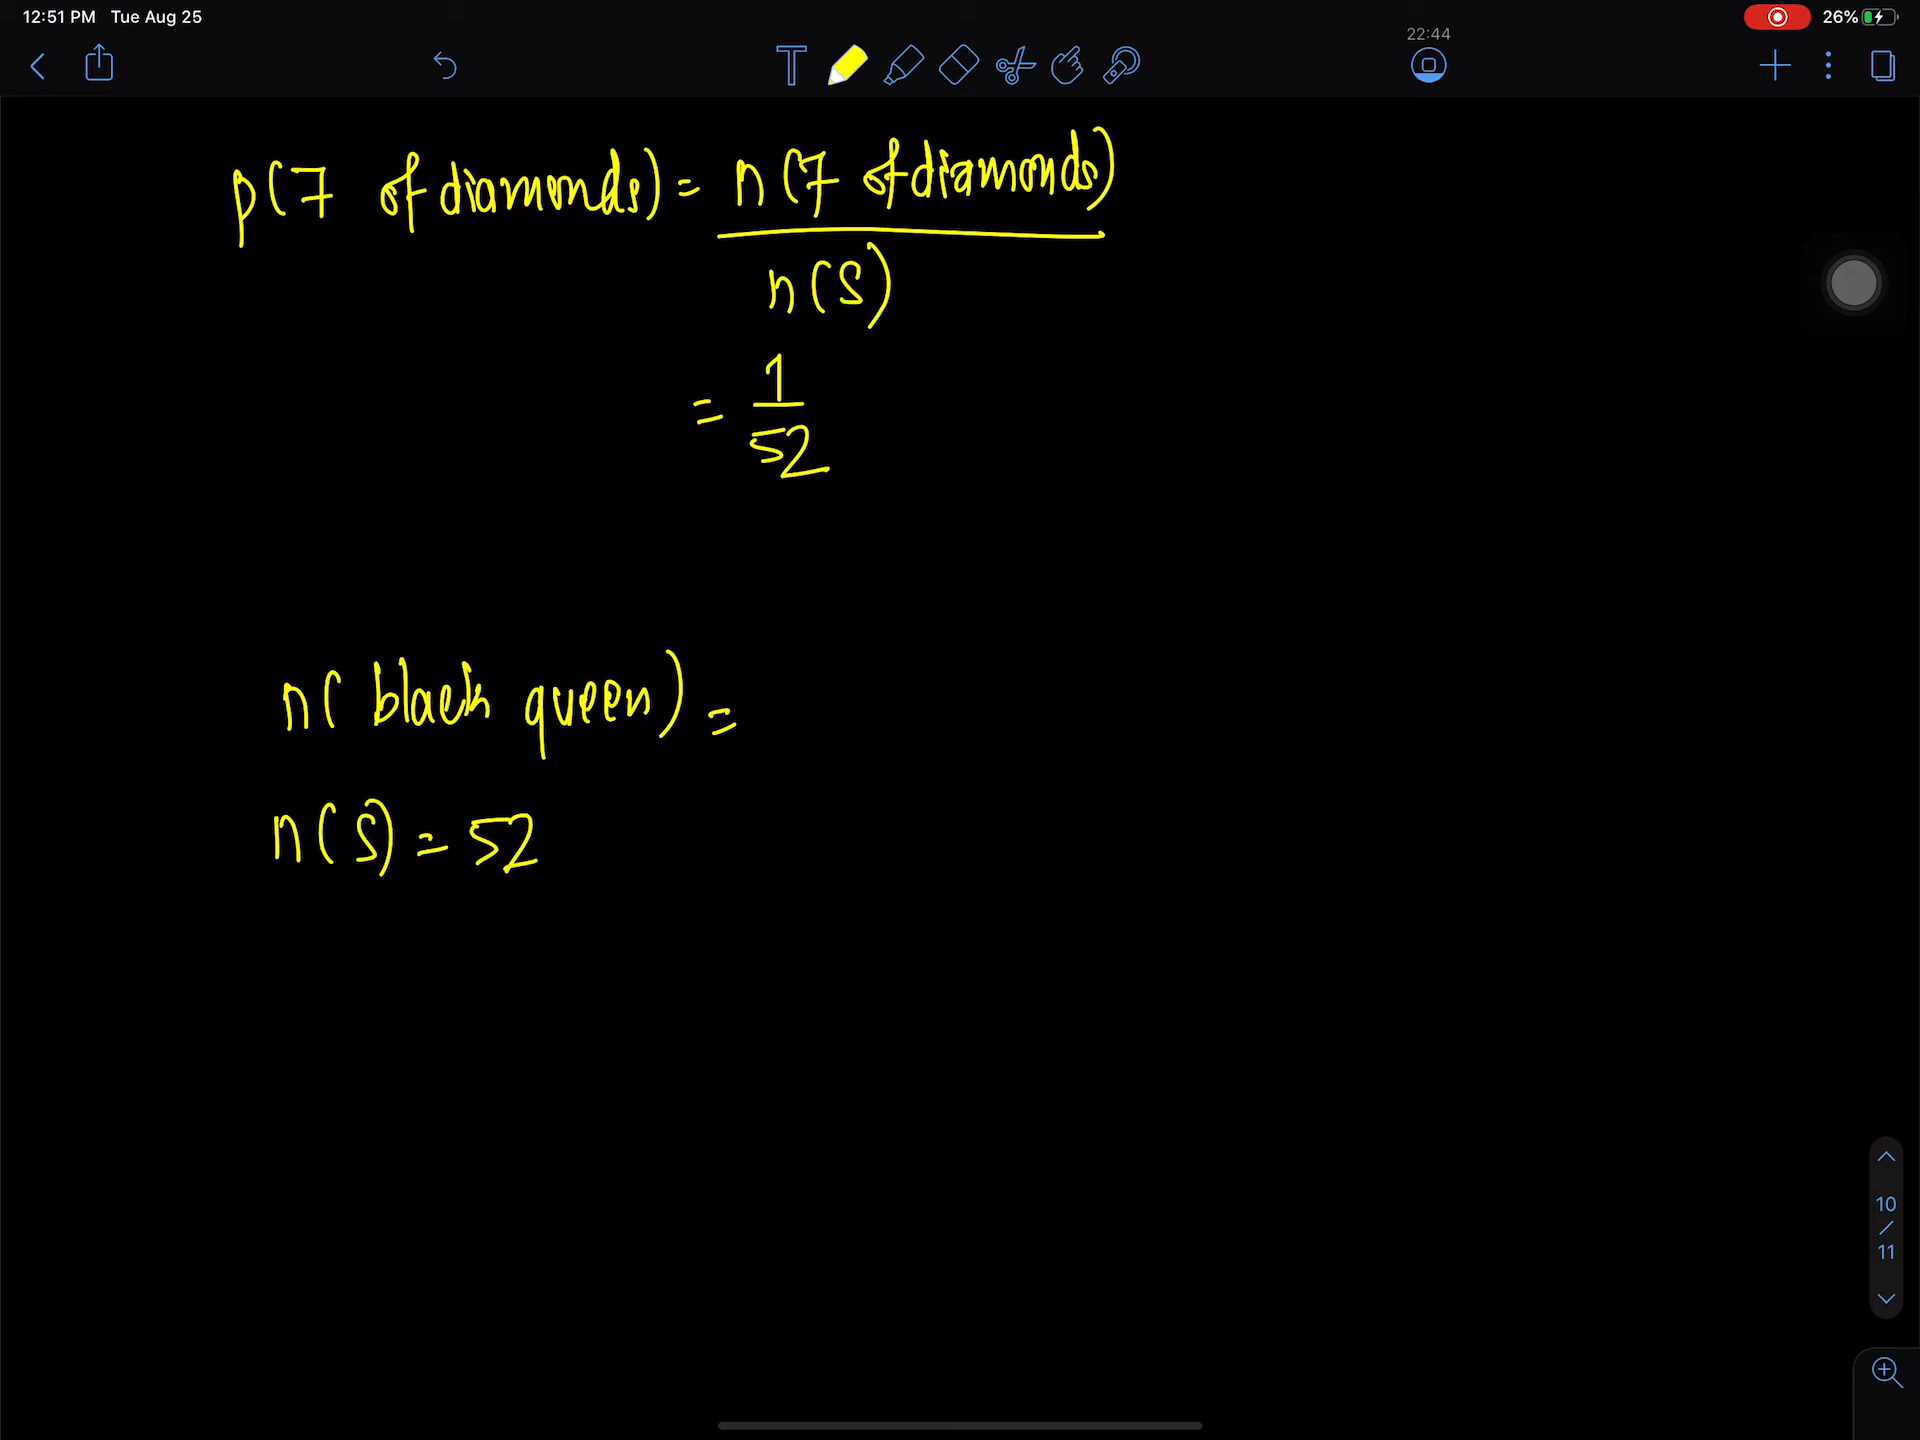 12:51 PM Tue Aug 25
26%
22:44
T
p(7 of diamonds) = n(7 of diamonds)
n(S)
= 1
52
n( black queen) =
n(S) = 52
10
/
11